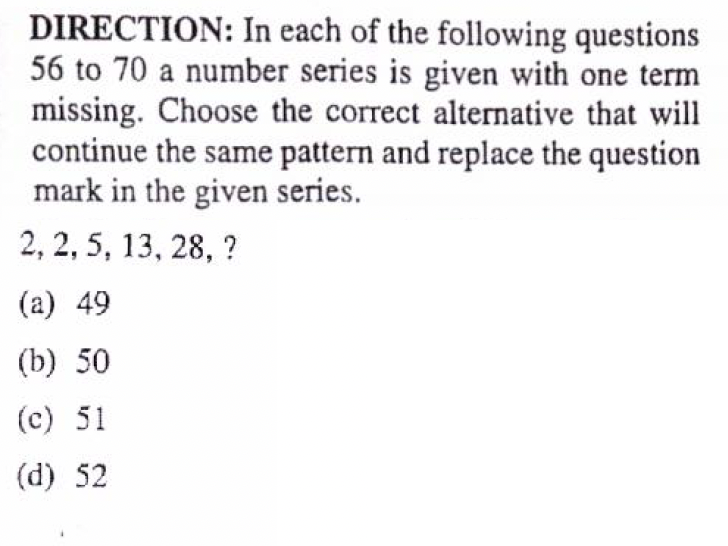 DIRECTION: In each of the following questions
56 to 70 a number series is given with one term
missing. Choose the correct alternative that will
continue the same pattern and replace the question
mark in the given series.
2, 2, 5, 13, 28, ?
(a) 49
(b) 50
(c) 51
(d) 52